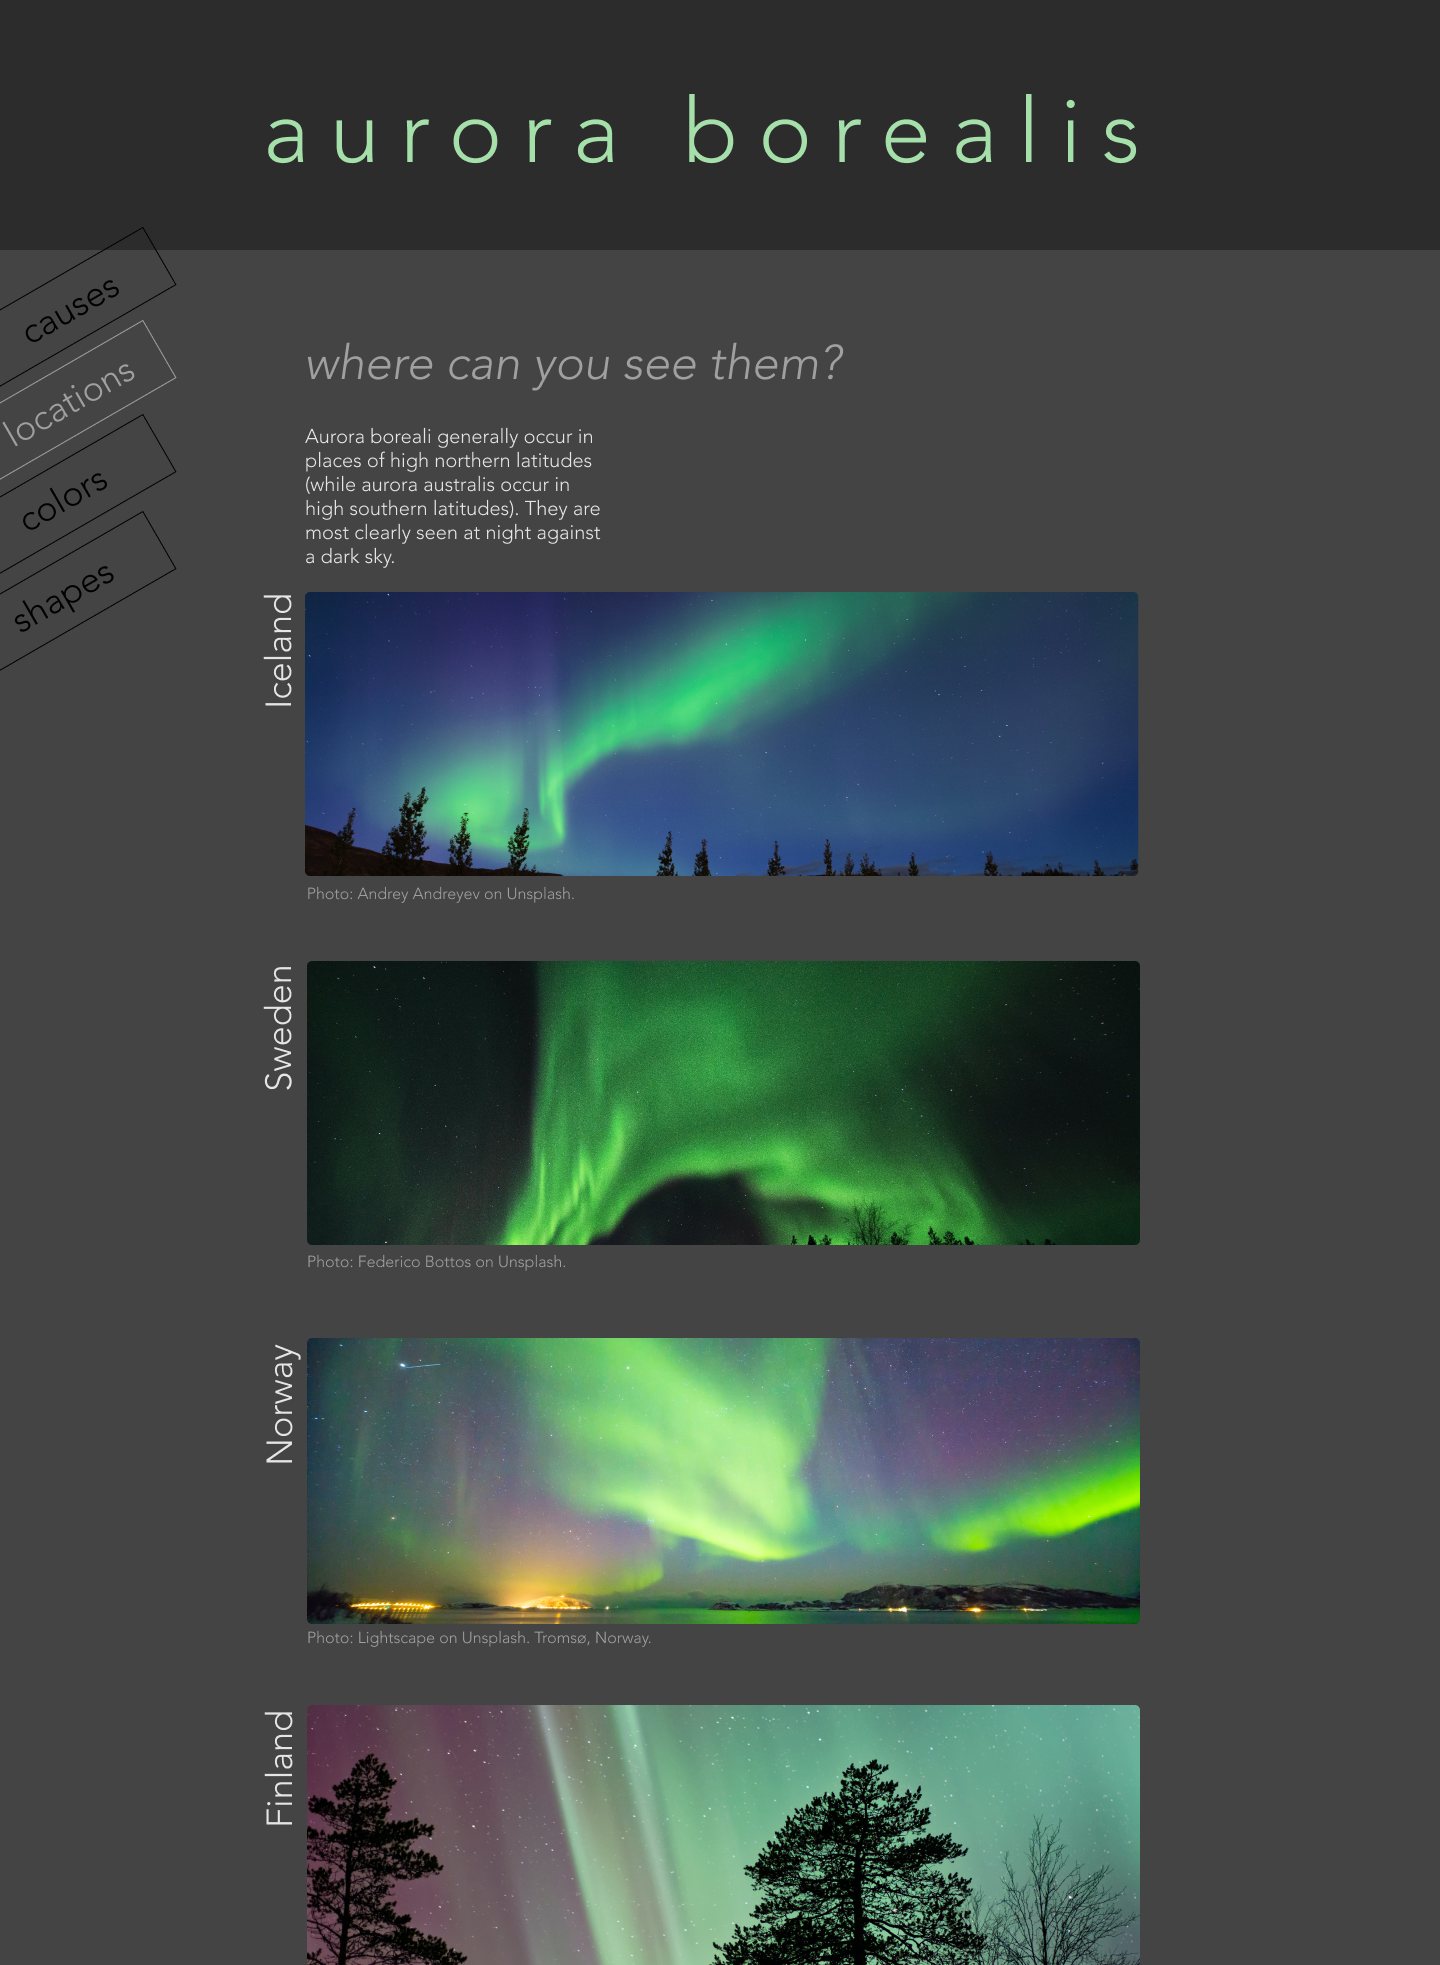 aurora borealis
causes
locations
colors
shapes
where can you see them?
Aurora boreali generally occur in
places of high northern latitudes
(while aurora australis occur in
high southern latitudes). They are
most clearly seen at night against
a dark sky.
Iceland
Photo: Andrey Andreyev on Unsplash.
Sweden
Photo: Federico Bottos on Unsplash.
Norway
Photo: Lightscape on Unsplash. Tromsø, Norway.
Finland